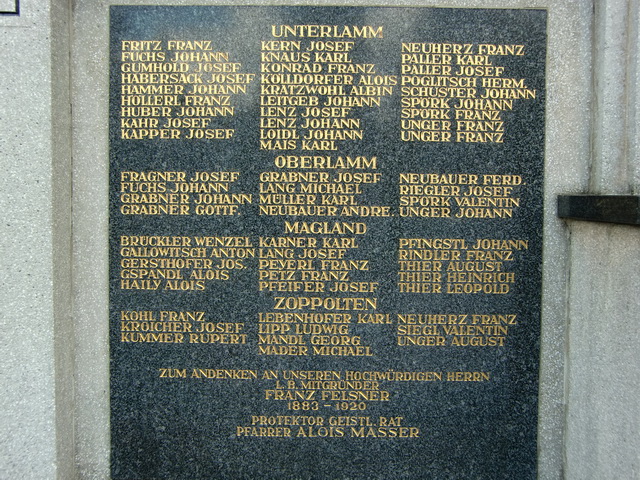 UNTERLAMM
FRITZ FRANZ KERN JOSEF NEUHERZ FRANZ
FUCHS JOHANN KNAUS KARL PALLER KARL
GUMHOLD JOSEF KONRAD FRANZ PALLER JOSEF
HABERSACK JOSEF KÖLLDORFER ALOIS POGLITSCH HERM.
HAMMER JOHANN KRATZWOHL ALBIN SCHUSTER JOHANN
HÖLLERL FRANZ LEITGEB JOHANN SPÖRK JOHANN
HUBER JOHANN LENZ JOSEF SPÖRK FRANZ
KAHR JOSEF LENZ JOHANN UNGER FRANZ
KAPPER JOSEF LOIDL JOHANN UNGER FRANZ
MAIS KARL
OBERLAMM
FRAGNER JOSEF GRABNER JOSEF NEUBAUER FERD.
FUCHS JOHANN LANG MICHAEL RIEGLER JOSEF
GRABNER JOHANN MÜLLER KARL SPÖRK VALENTIN
GRABNER GOTTF. NEUBAUER ANDRE. UNGER JOHANN
MAGLAND
BRÜCKLER WENZEL KARNER KARL PFINGSTL JOHANN
GALLOWITSCH ANTON LANG JOSEF RINDLER FRANZ
GERSTHOFER JOS. PEYERL FRANZ THIER AUGUST
GSPANDL ALOIS PETZ FRANZ THIER HEINRICH
HAILY ALOIS PFEIFER JOSEF THIER LEOPOLD
ZOPPOLTEN
KOHL FRANZ LEBENHOFER KARL NEUHERZ FRANZ
KROICHER JOSEF LIPP LUDWIG SIEGL VALENTIN
KUMMER RUPERT MANDL GEORG UNGER AUGUST
MADER MICHAEL
ZUM ANDENKEN AN UNSEREN HOCHWÜRDIGEN HERRN
L.B. MITGRÜNDER
FRANZ FELSNER
1883 - 1920
PROTEKTOR GEISTL. RAT
PFARRER ALOIS MASSER